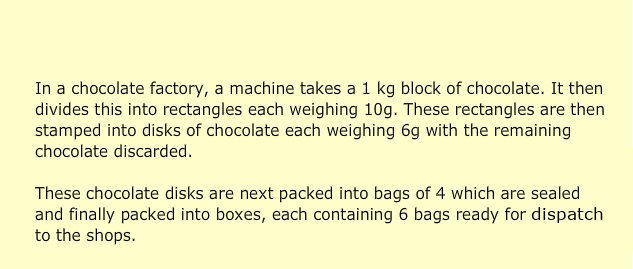 In a chocolate factory, a machine takes a 1 kg block of chocolate. It then
divides this into rectangles each weighing 10g. These rectangles are then
stamped into disks of chocolate each weighing 6g with the remaining
chocolate discarded.
These chocolate disks are next packed into bags of 4 which are sealed
and finally packed into boxes, each containing 6 bags ready for dispatch
to the shops.